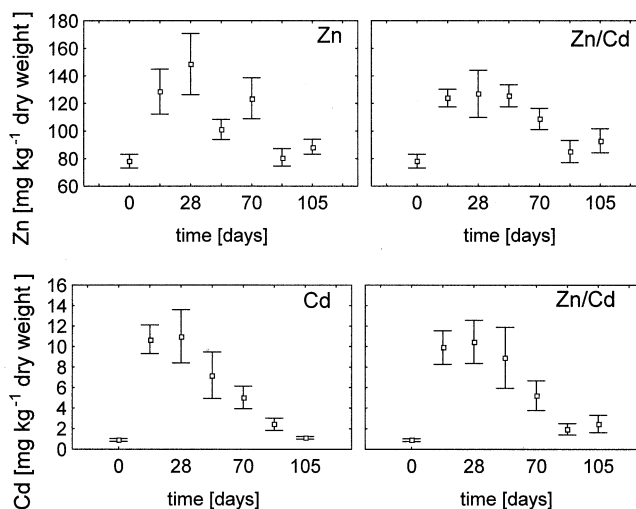 Zn [mg kg-1 dry weight ]
180
160
140
120
100
80
60
Zn
0 28 70 105
time [days]
Zn/Cd
0 28 70 105
time [days]
Cd [mg kg-1 dry weight ]
16
14
12
10
8
6
4
2
0
Cd
0 28 70 105
time [days]
Zn/Cd
0 28 70 105
time [days]